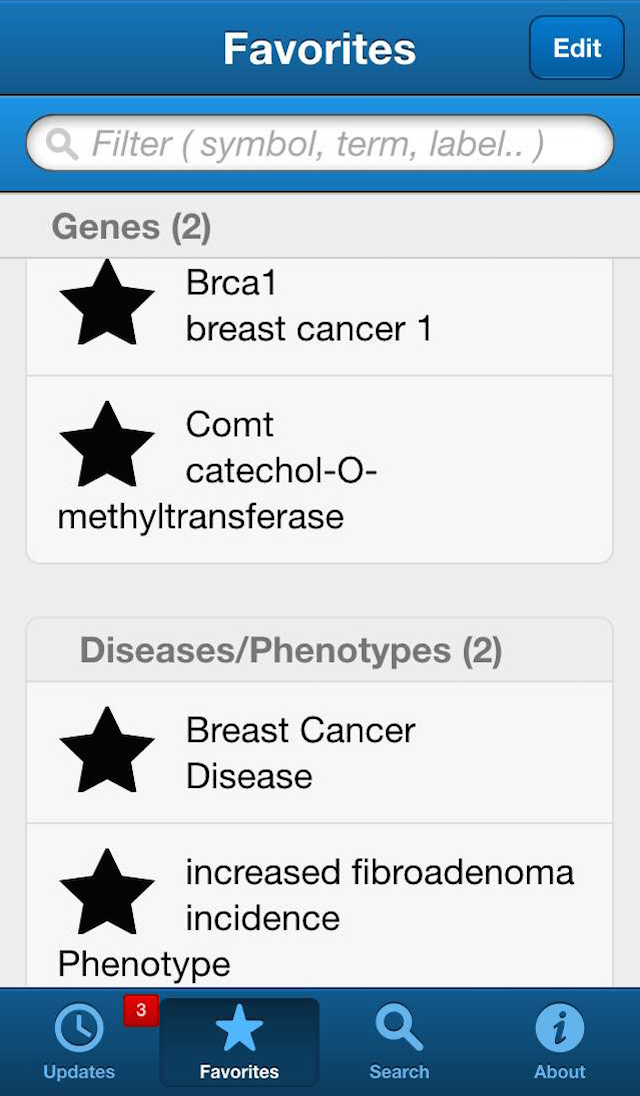 Favorites
Edit
Filter ( symbol, term, label.. )
Genes (2)
Brca1
breast cancer 1
Comt
catechol-O-
methyltransferase
Diseases/Phenotypes (2)
Breast Cancer
Disease
increased fibroadenoma
incidence
Phenotype
3
Updates
Favorites
Search
About